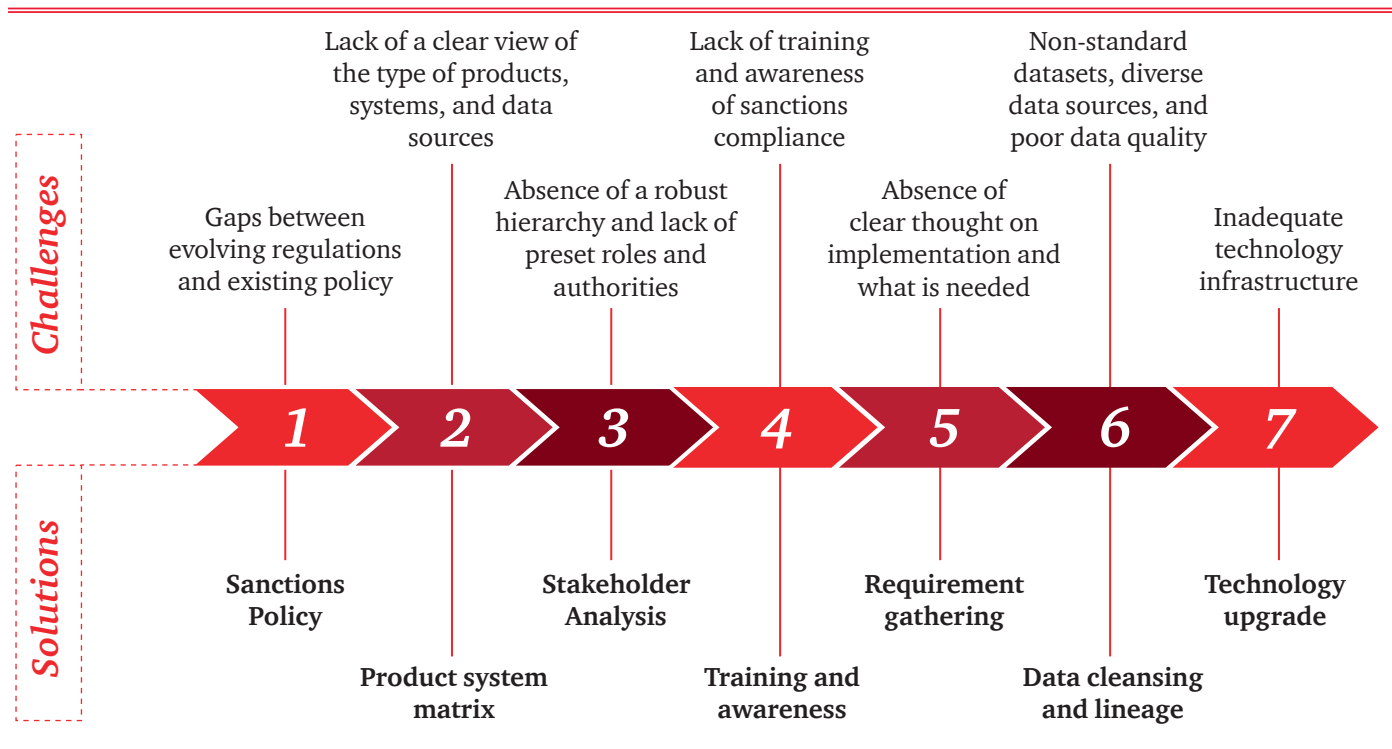 Challenges
Gaps between
evolving regulations
and existing policy
Lack of a clear view of
the type of products,
systems, and data
sources
Absence of a robust
hierarchy and lack of
preset roles and
authorities
Lack of training
and awareness
of sanctions
compliance
Absence of
clear thought on
implementation and
what is needed
Non-standard
datasets, diverse
data sources, and
poor data quality
Inadequate
technology
infrastructure
1
2
3
4
5
6
7
Solutions
Sanctions
Policy
Product system
matrix
Stakeholder
Analysis
Training and
awareness
Requirement
gathering
Data cleansing
and lineage
Technology
upgrade